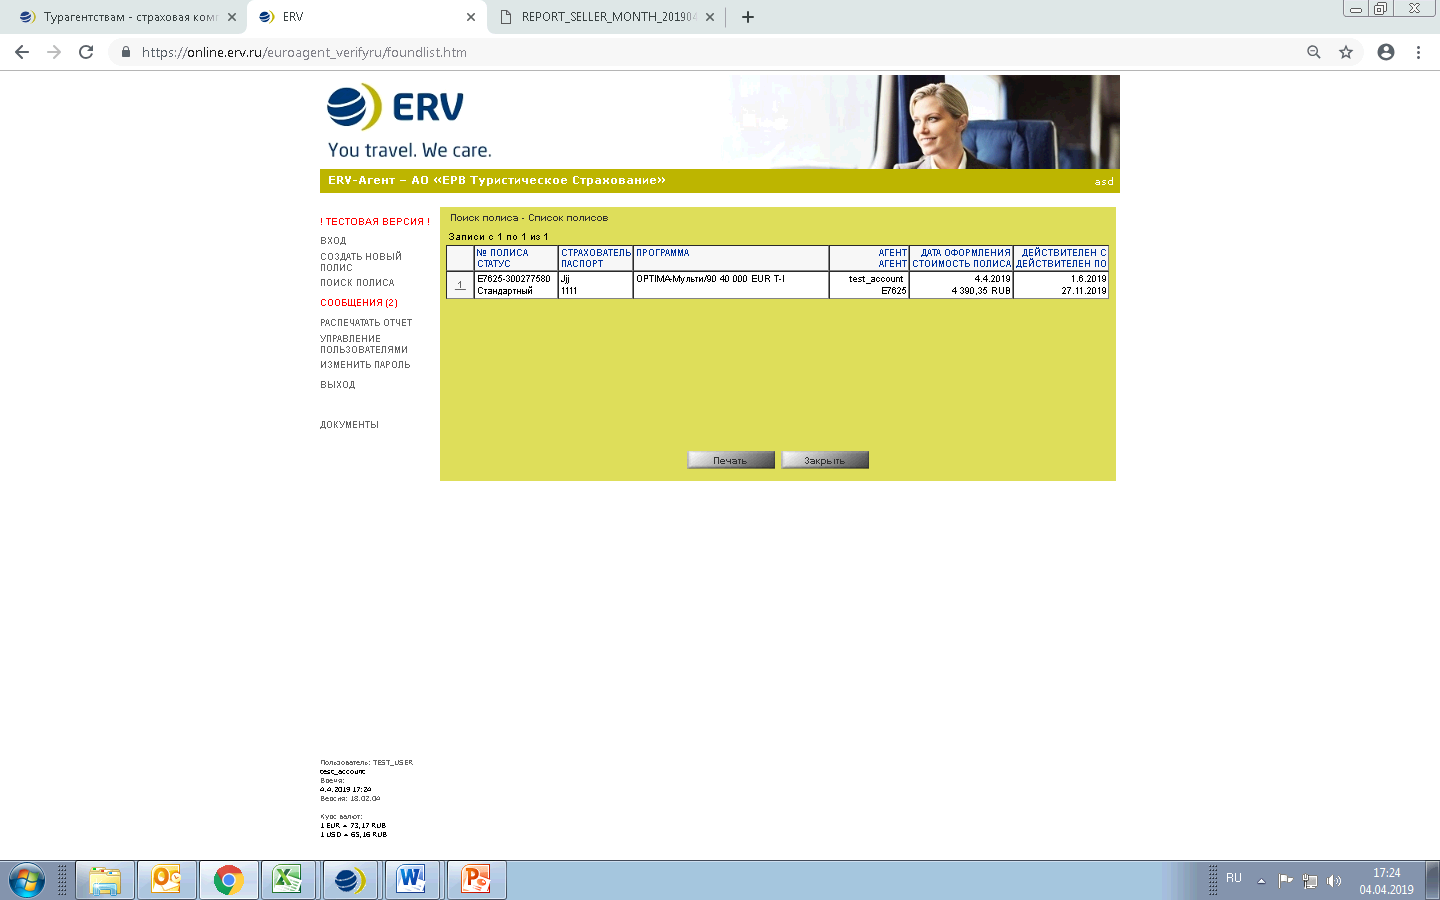 Турагентствам - страховая комп
ERV
REPORT_SELLER_MONTH_201904
https://online.erv.ru/euroagent_verifyru/foundlist.htm
ERV
You travel. We care.
ERV-Агент – АО «ЕРВ Туристическое Страхование»
asd
! ТЕСТОВАЯ ВЕРСИЯ !
ВХОД
СОЗДАТЬ НОВЫЙ
ПОЛИС
ПОИСК ПОЛИСА
СООБЩЕНИЯ (2)
РАСПЕЧАТАТЬ ОТЧЕТ
УПРАВЛЕНИЕ
ПОЛЬЗОВАТЕЛЯМИ
ИЗМЕНИТЬ ПАРОЛЬ
ВЫХОД
ДОКУМЕНТЫ
Поиск полиса - Список полисов
Записи с 1 по 1 из 1
№ ПОЛИСА СТРАХОВАТЕЛЬ ПРОГРАММА АГЕНТ ДАТА ОФОРМЛЕНИЯ ДЕЙСТВИТЕЛЕН С
СТАТУС ПАСПОРТ АГЕНТ СТОИМОСТЬ ПОЛИСА ДЕЙСТВИТЕЛЕН ПО
1 E7625-300277580 Jjj OPTIMA-Мульти/90 40 000 EUR T-I test_account 4.4.2019 1.6.2019
Стандартный 1111 E7625 4 390,35 RUB 27.11.2019
Печать
Закрыть
Пользователь: TEST_USER
test_account
Время:
4.4.2019 17:24
Версия: 18.02.04
Курс валют:
1 EUR = 73,17 RUB
1 USD = 65,16 RUB
RU
17:24
04.04.2019